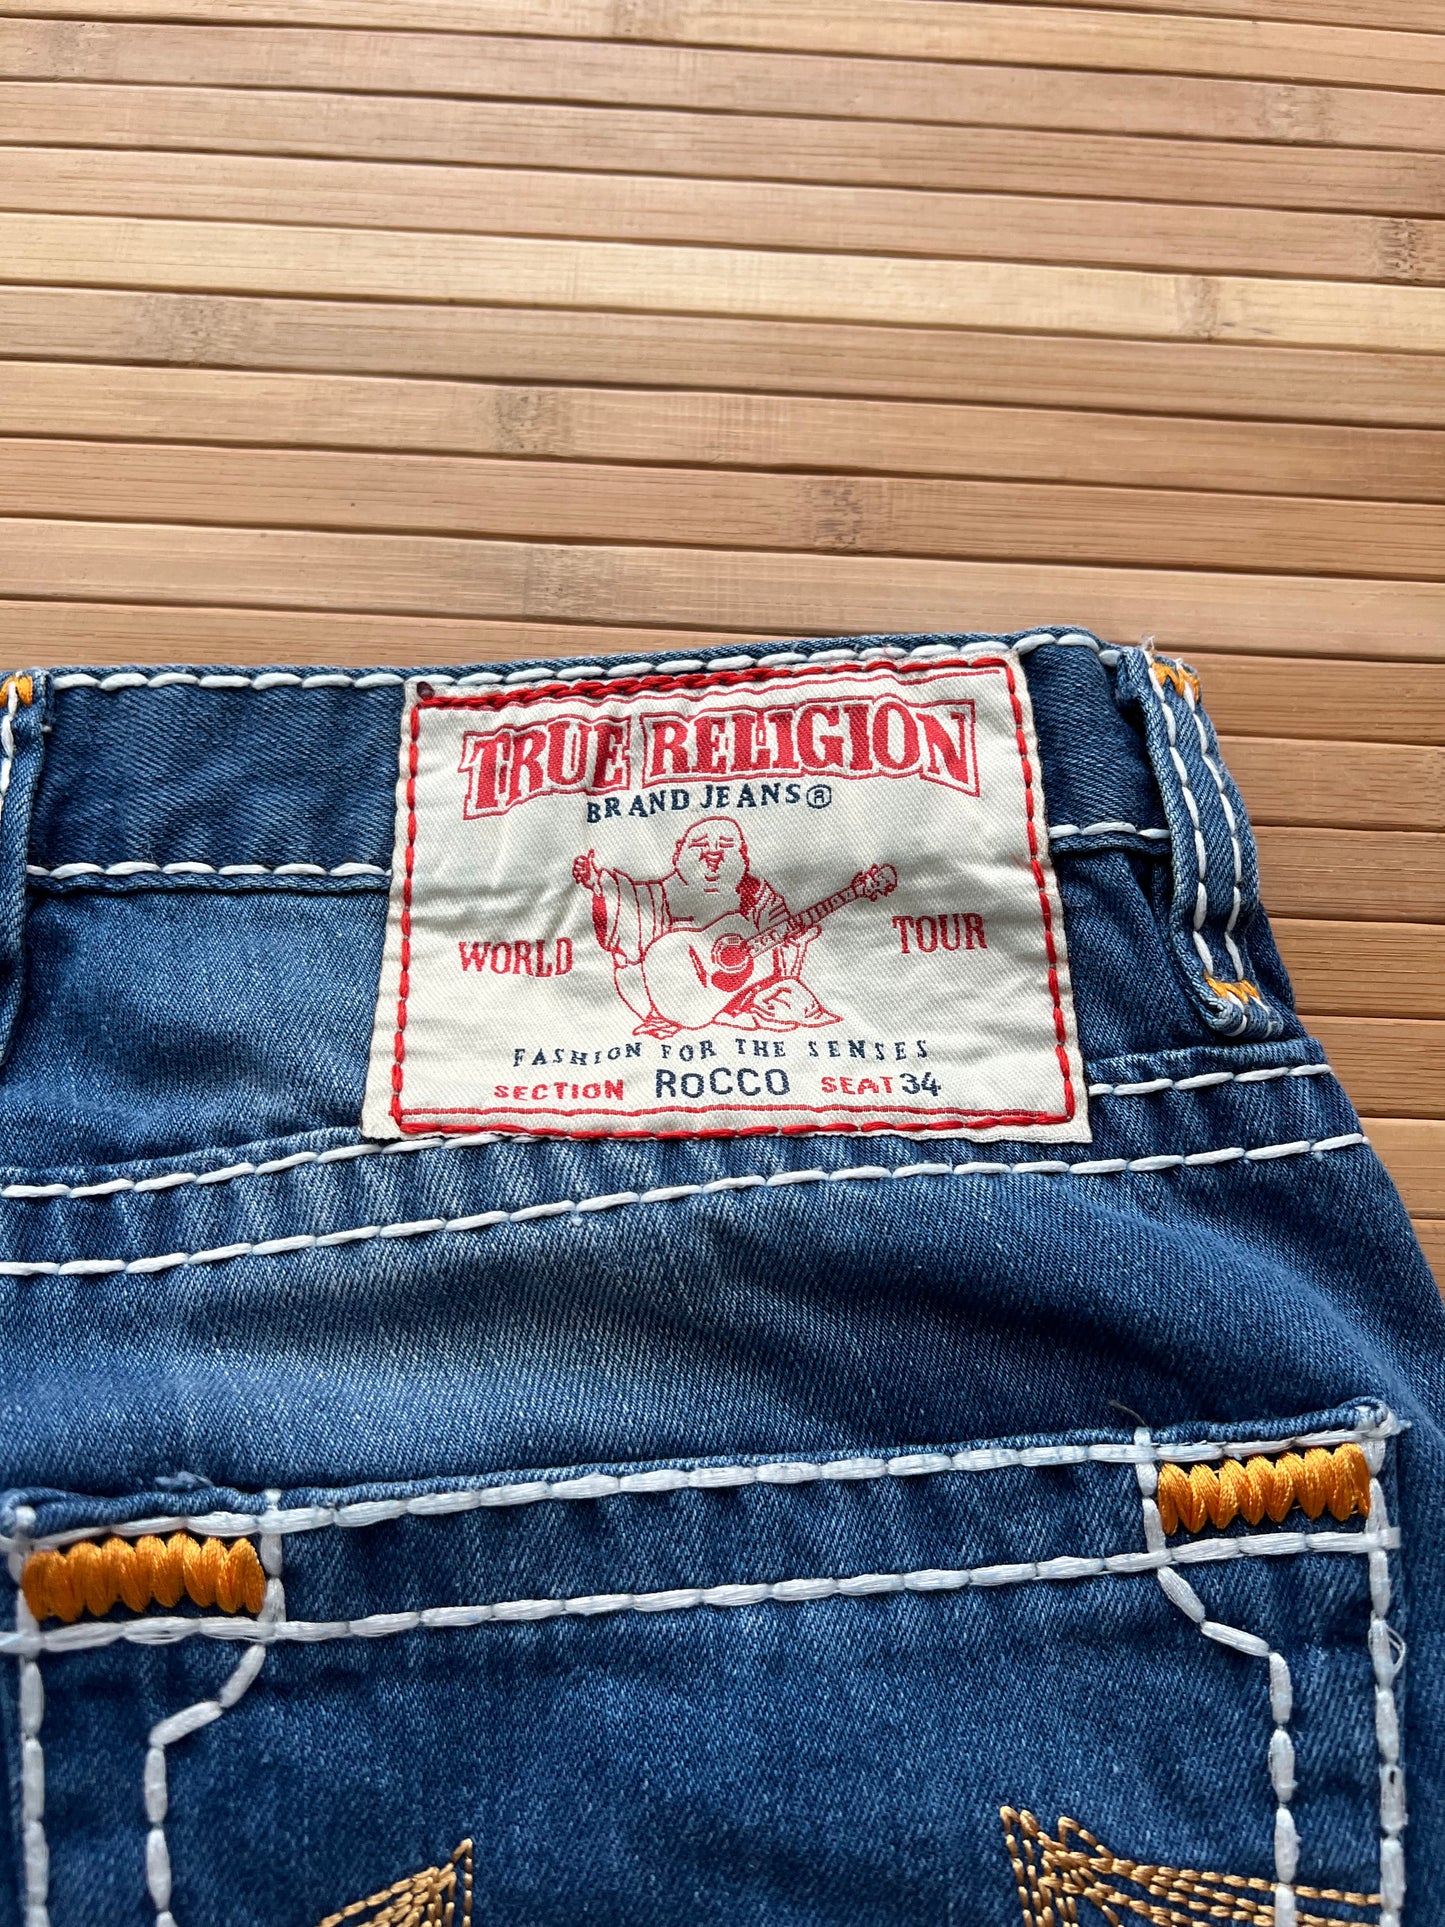 TRUE RELIGION
BRAND JEANS®
WORLD TOUR
FASHION FOR THE SENSES
SECTION ROCCO SEAT 34